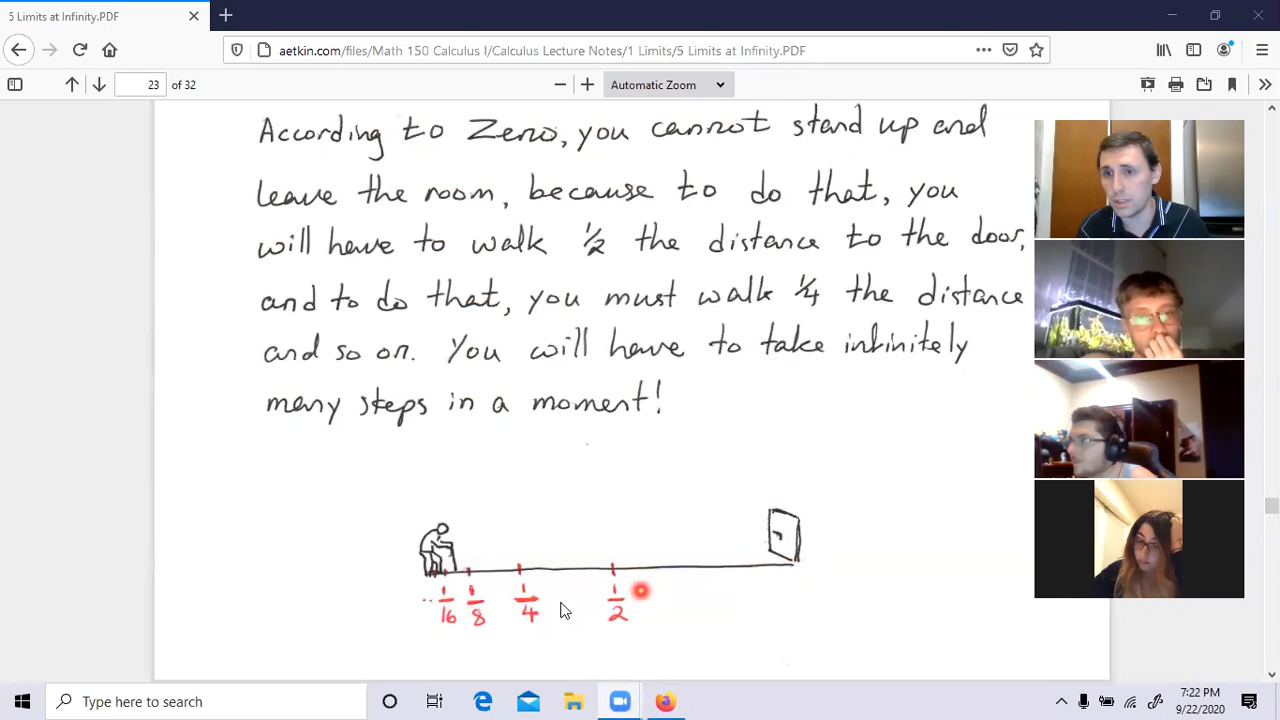 5 Limits at Infinity.PDF
aetkin.com/files/Math 150 Calculus I/Calculus Lecture Notes/1 Limits/5 Limits at Infinity.PDF
23 of 32
Automatic Zoom
According to Zeno, you cannot stand up and
leave the room, because to do that, you
will have to walk 1/2 the distance to the door,
and to do that, you must walk 1/4 the distance
and so on. You will have to take infinitely
many steps in a moment!
.. 1/16 1/8 1/4 1/2
Type here to search
7:22 PM
9/22/2020